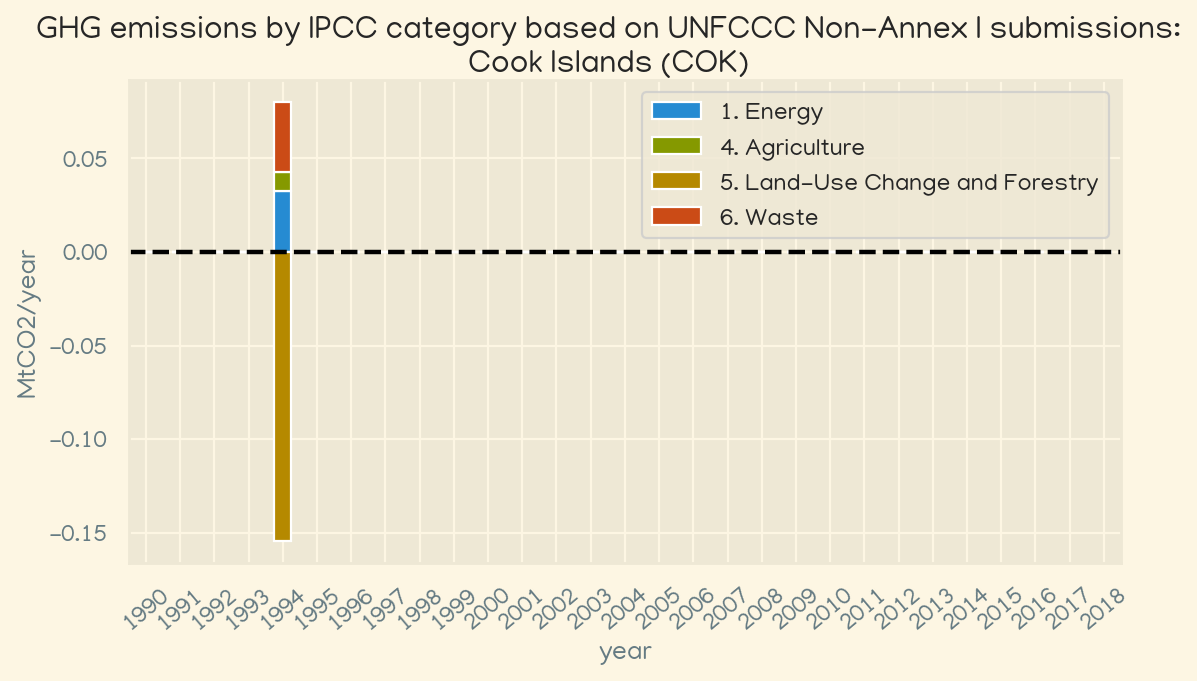 GHG emissions by IPCC category based on UNFCCC Non-Annex I submissions:
Cook Islands (COK)
1. Energy
4. Agriculture
5. Land-Use Change and Forestry
6. Waste
MtCO2/year
0.05
0.00
-0.05
-0.10
-0.15
1990 1991 1992 1993 1994 1995 1996 1997 1998 1999 2000 2001 2002 2003 2004 2005 2006 2007 2008 2009 2010 2011 2012 2013 2014 2015 2016 2017 2018
year